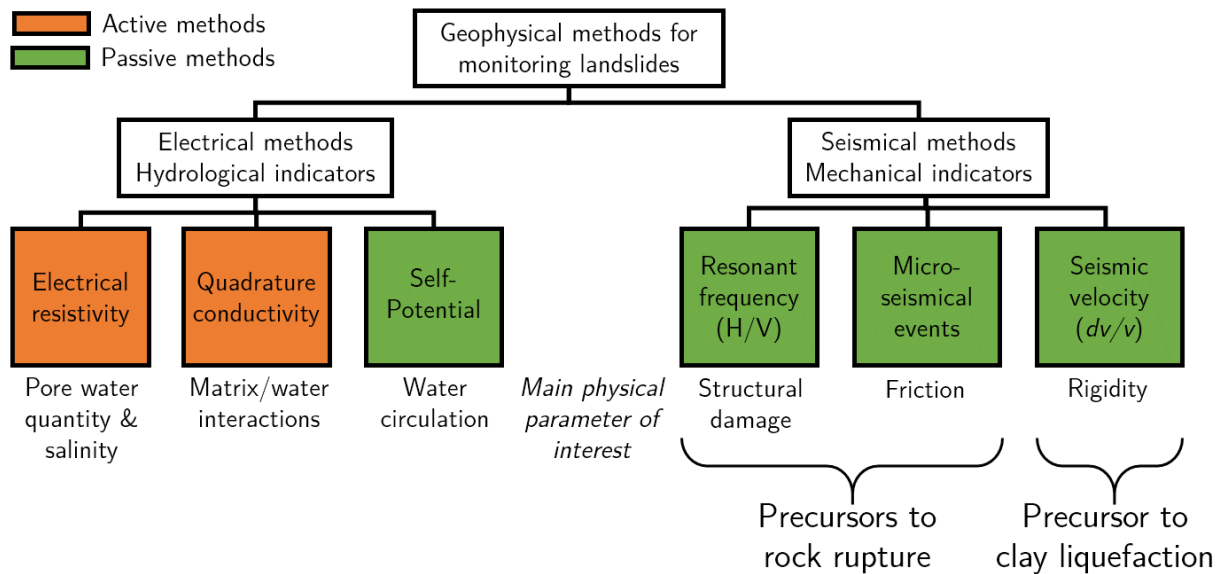 Active methods
Passive methods
Geophysical methods for
monitoring landslides
Electrical methods
Hydrological indicators
Seismical methods
Mechanical indicators
Electrical
resistivity
Quadrature
conductivity
Self-
Potential
Resonant
frequency
(H/V)
Micro-
seismical
events
Seismic
velocity
(dv/v)
Pore water
quantity &
salinity
Matrix/water
interactions
Water
circulation
Main physical
parameter of
interest
Structural
damage
Friction
Rigidity
Precursors to
rock rupture
Precursor to
clay liquefaction